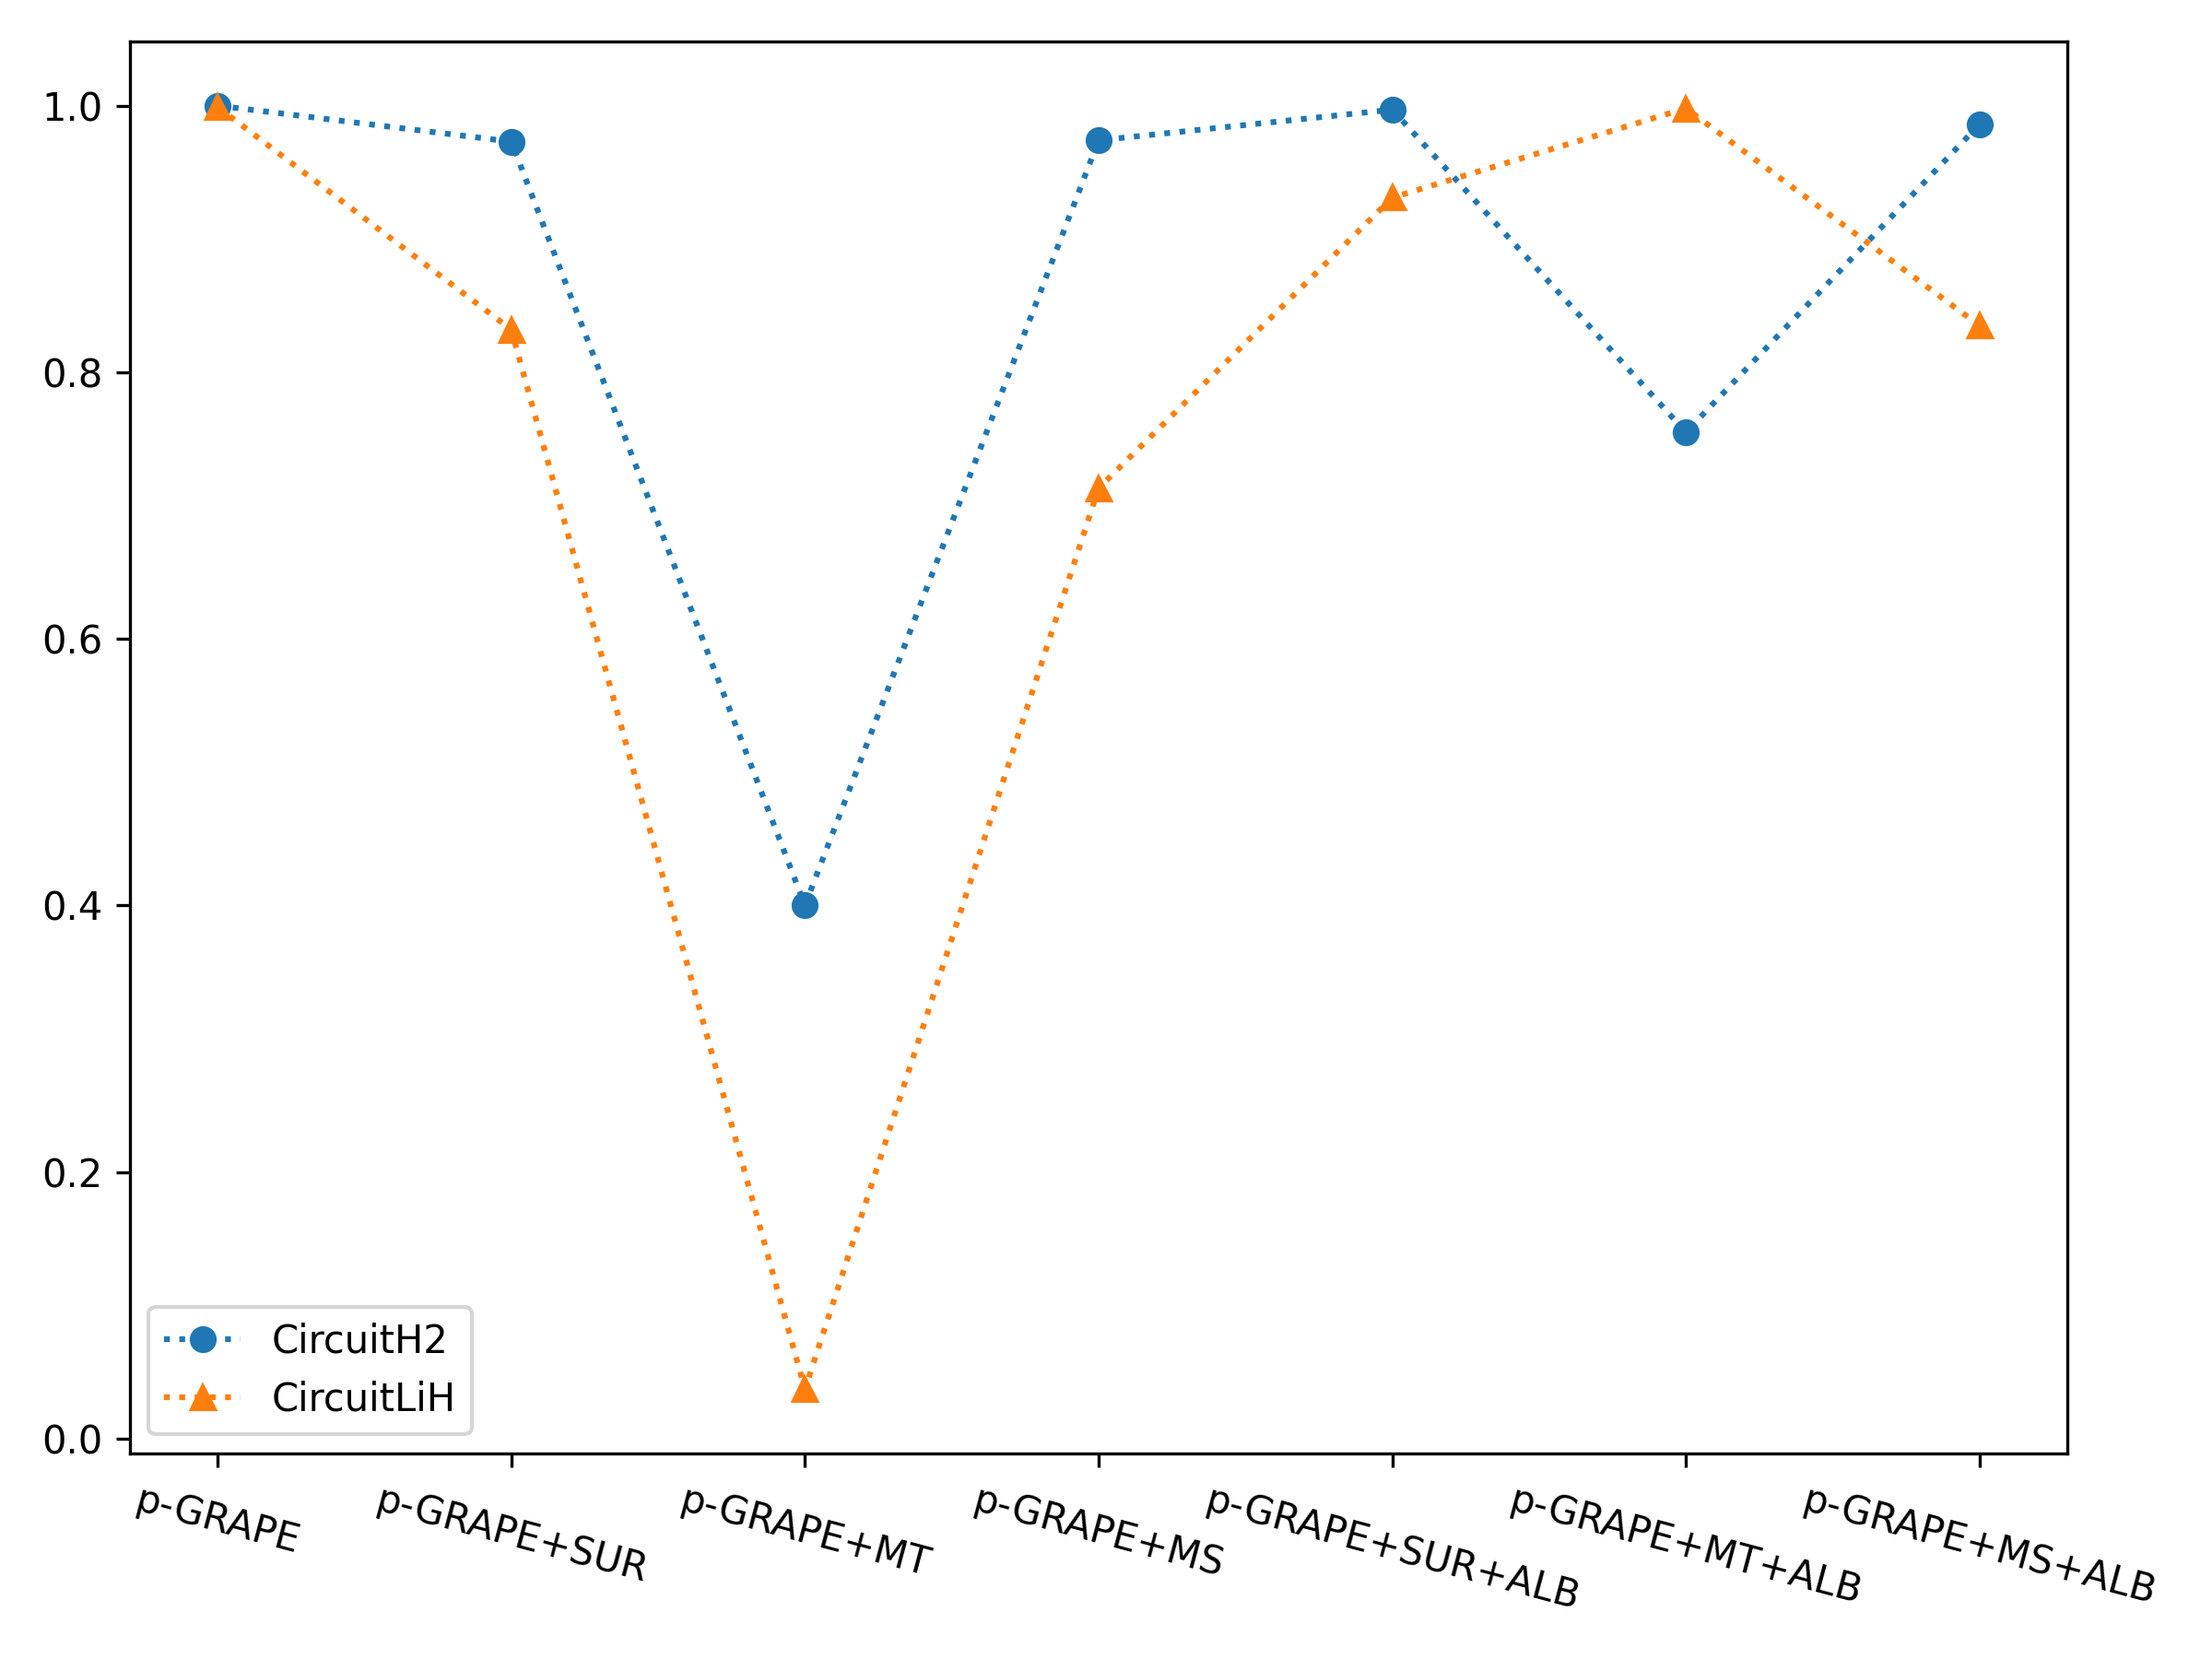 1.0
0.8
0.6
0.4
0.2
0.0
CircuitH2
CircuitLiH
p-GRAPE
p-GRAPE+SUR
p-GRAPE+MT
p-GRAPE+MS
p-GRAPE+SUR+ALB
p-GRAPE+MT+ALB
p-GRAPE+MS+ALB